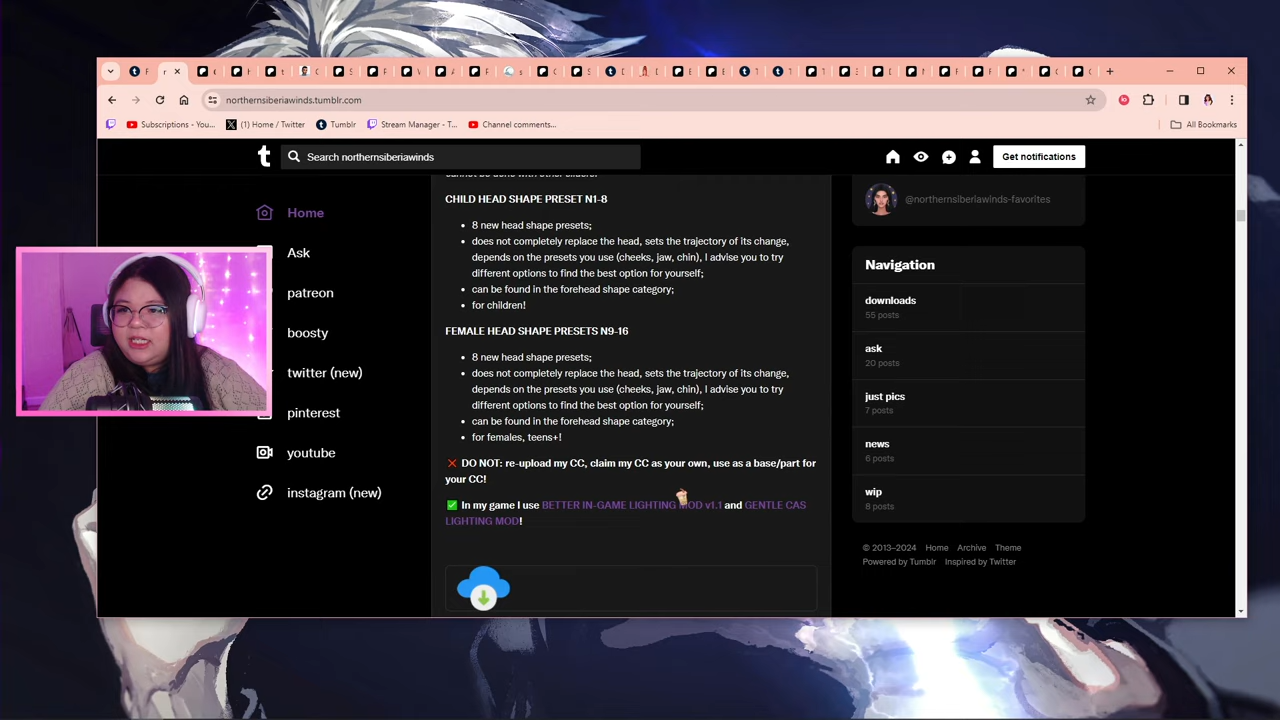 northernsiberiawinds.tumblr.com
Subscriptions - You...
(1) Home / Twitter
Tumblr
Stream Manager - T...
Channel comments...
All Bookmarks
Search northernsiberiawinds
Get notifications
Home
Ask
patreon
boosty
twitter (new)
pinterest
youtube
instagram (new)
CHILD HEAD SHAPE PRESET N1-8
8 new head shape presets;
does not completely replace the head, sets the trajectory of its change,
depends on the presets you use (cheeks, jaw, chin), I advise you to try
different options to find the best option for yourself;
can be found in the forehead shape category;
for children!
FEMALE HEAD SHAPE PRESETS N9-16
8 new head shape presets;
does not completely replace the head, sets the trajectory of its change,
depends on the presets you use (cheeks, jaw, chin), I advise you to try
different options to find the best option for yourself;
can be found in the forehead shape category;
for females, teens+!
❌ DO NOT: re-upload my CC, claim my CC as your own, use as a base/part for
your CC!
✅ In my game I use BETTER IN-GAME LIGHTING MOD v1.1 and GENTLE CAS
LIGHTING MOD!
@northernsiberiawinds-favorites
Navigation
downloads
55 posts
ask
20 posts
just pics
7 posts
news
6 posts
wip
8 posts
© 2013–2024 Home Archive Theme
Powered by Tumblr Inspired by Twitter